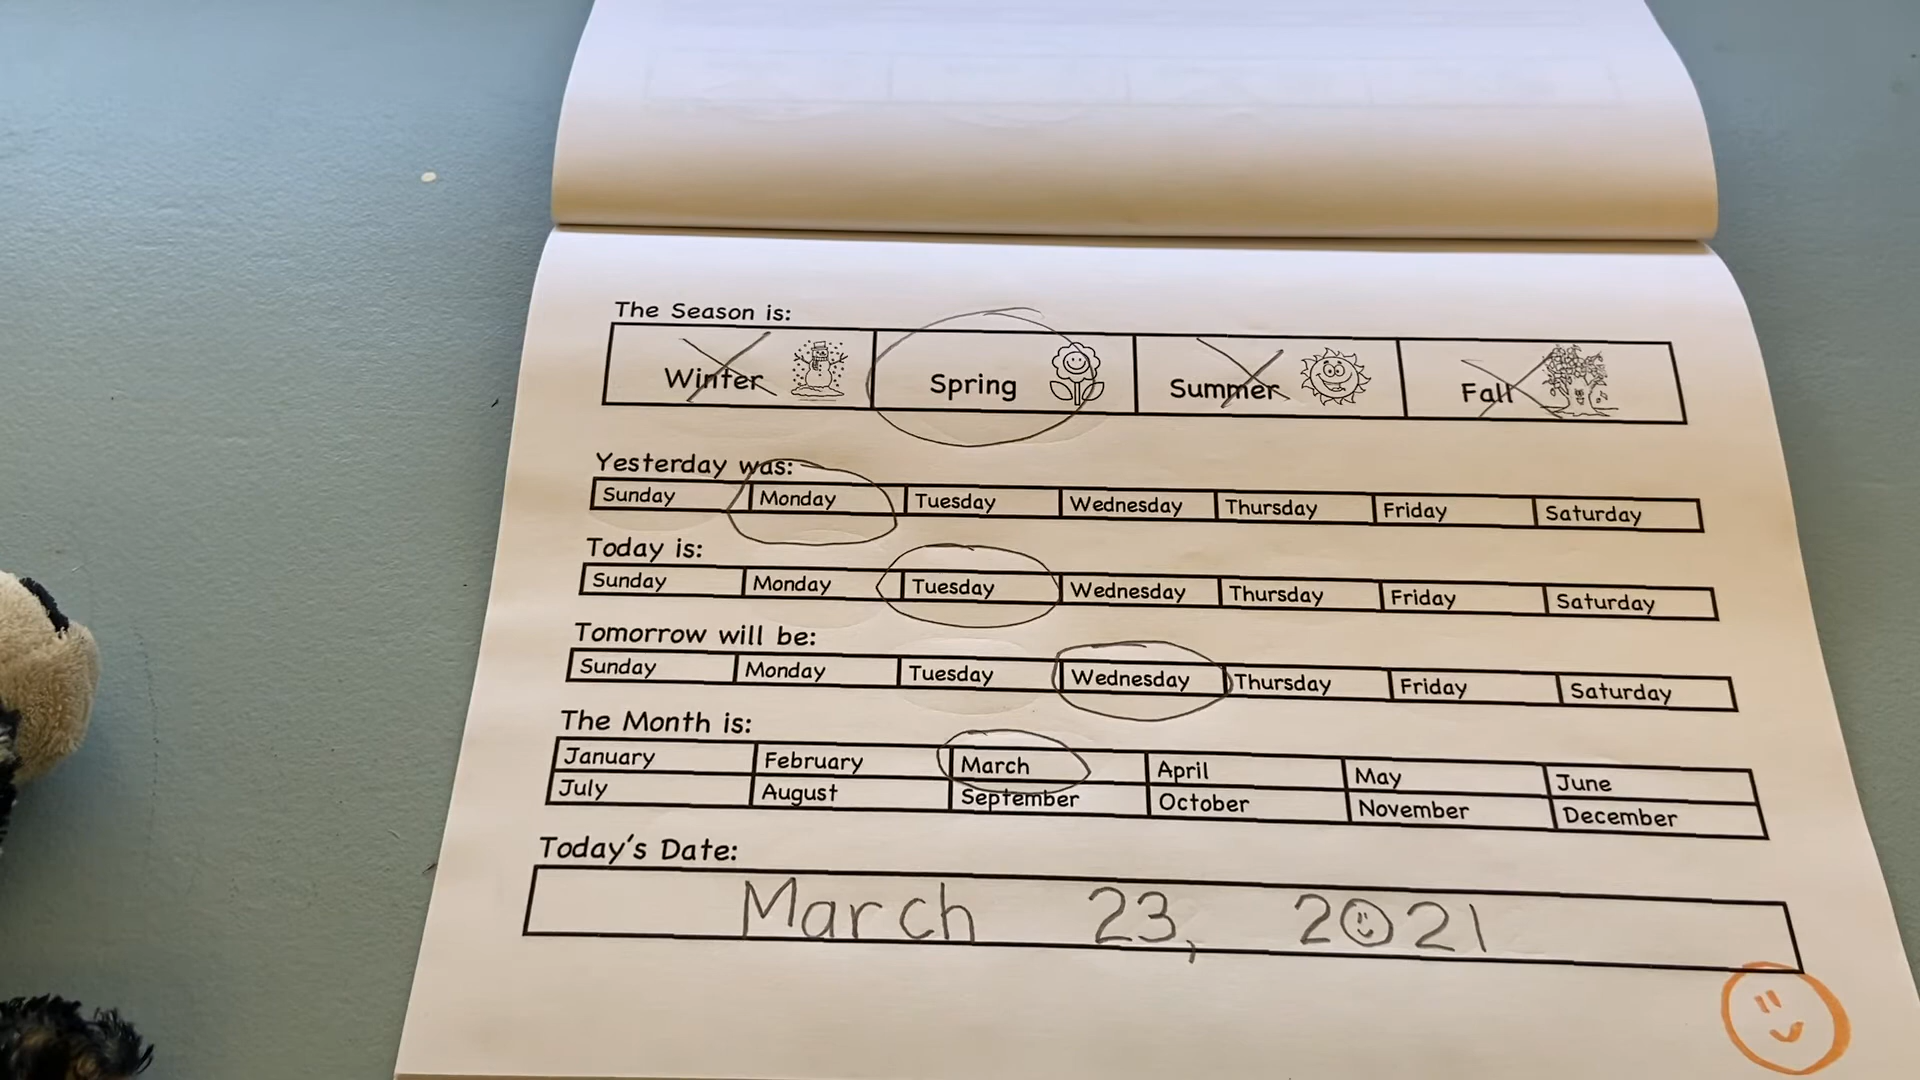 The Season is:
Winter Spring Summer Fall
Yesterday was:
Sunday Monday Tuesday Wednesday Thursday Friday Saturday
Today is:
Sunday Monday Tuesday Wednesday Thursday Friday Saturday
Tomorrow will be:
Sunday Monday Tuesday Wednesday Thursday Friday Saturday
The Month is:
January February March April May June
July August September October November December
Today's Date:
March 23, 2021